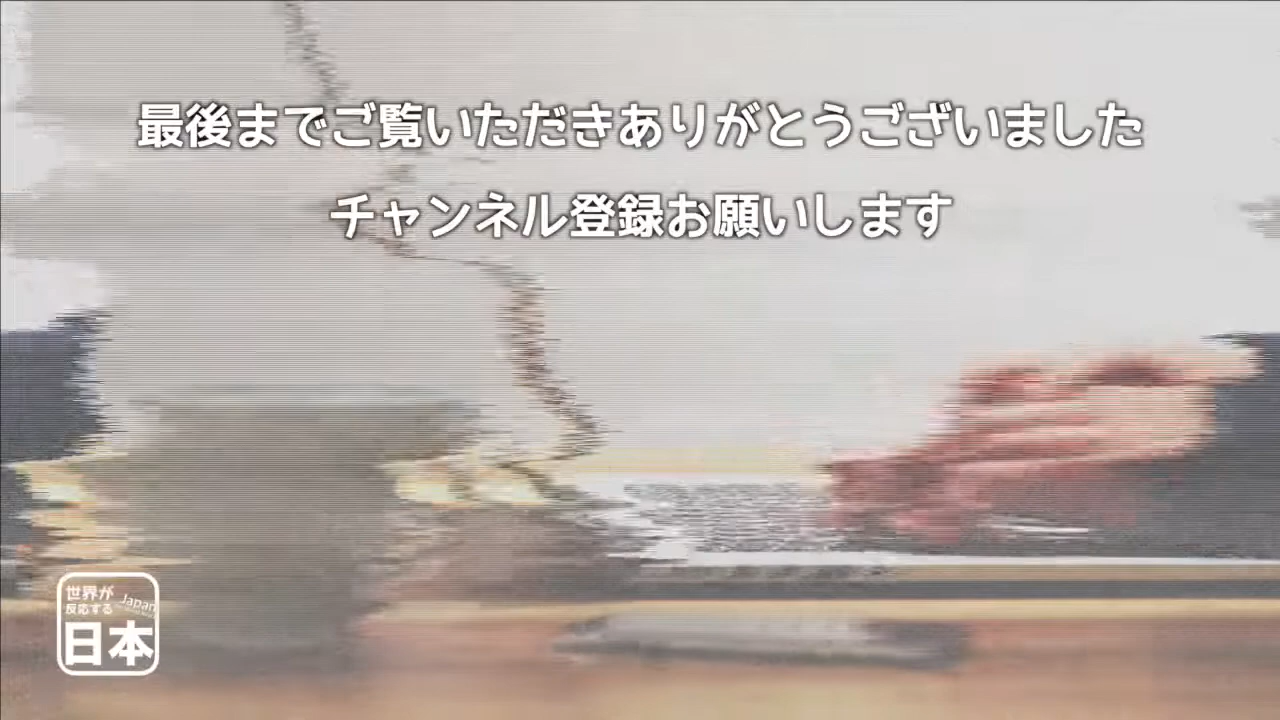 最後までご覧いただきありがとうございました
チャンネル登録お願いします
世界が
反応する
Japan
日本